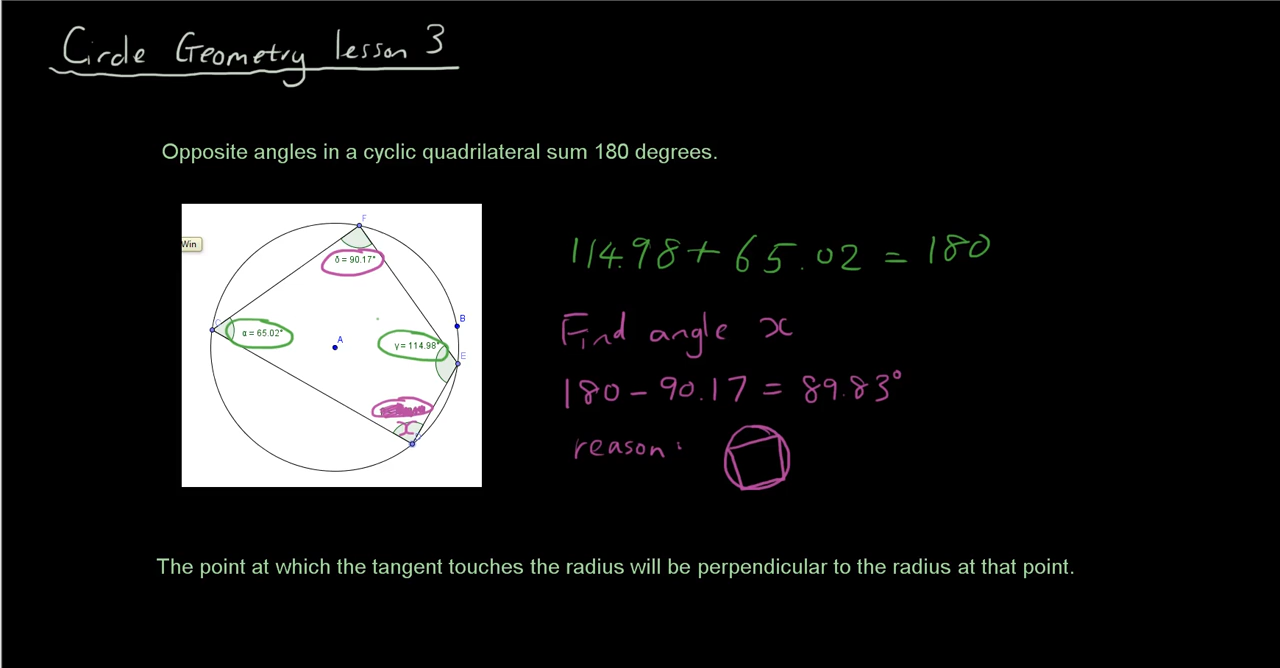 Circle Geometry lesson 3
Opposite angles in a cyclic quadrilateral sum 180 degrees.
F
Win
δ = 90.17°
B
α = 65.02°
A
γ = 114.98°
E
x
114.98 + 65.02 = 180
Find angle x
180 - 90.17 = 89.83°
reason:
The point at which the tangent touches the radius will be perpendicular to the radius at that point.